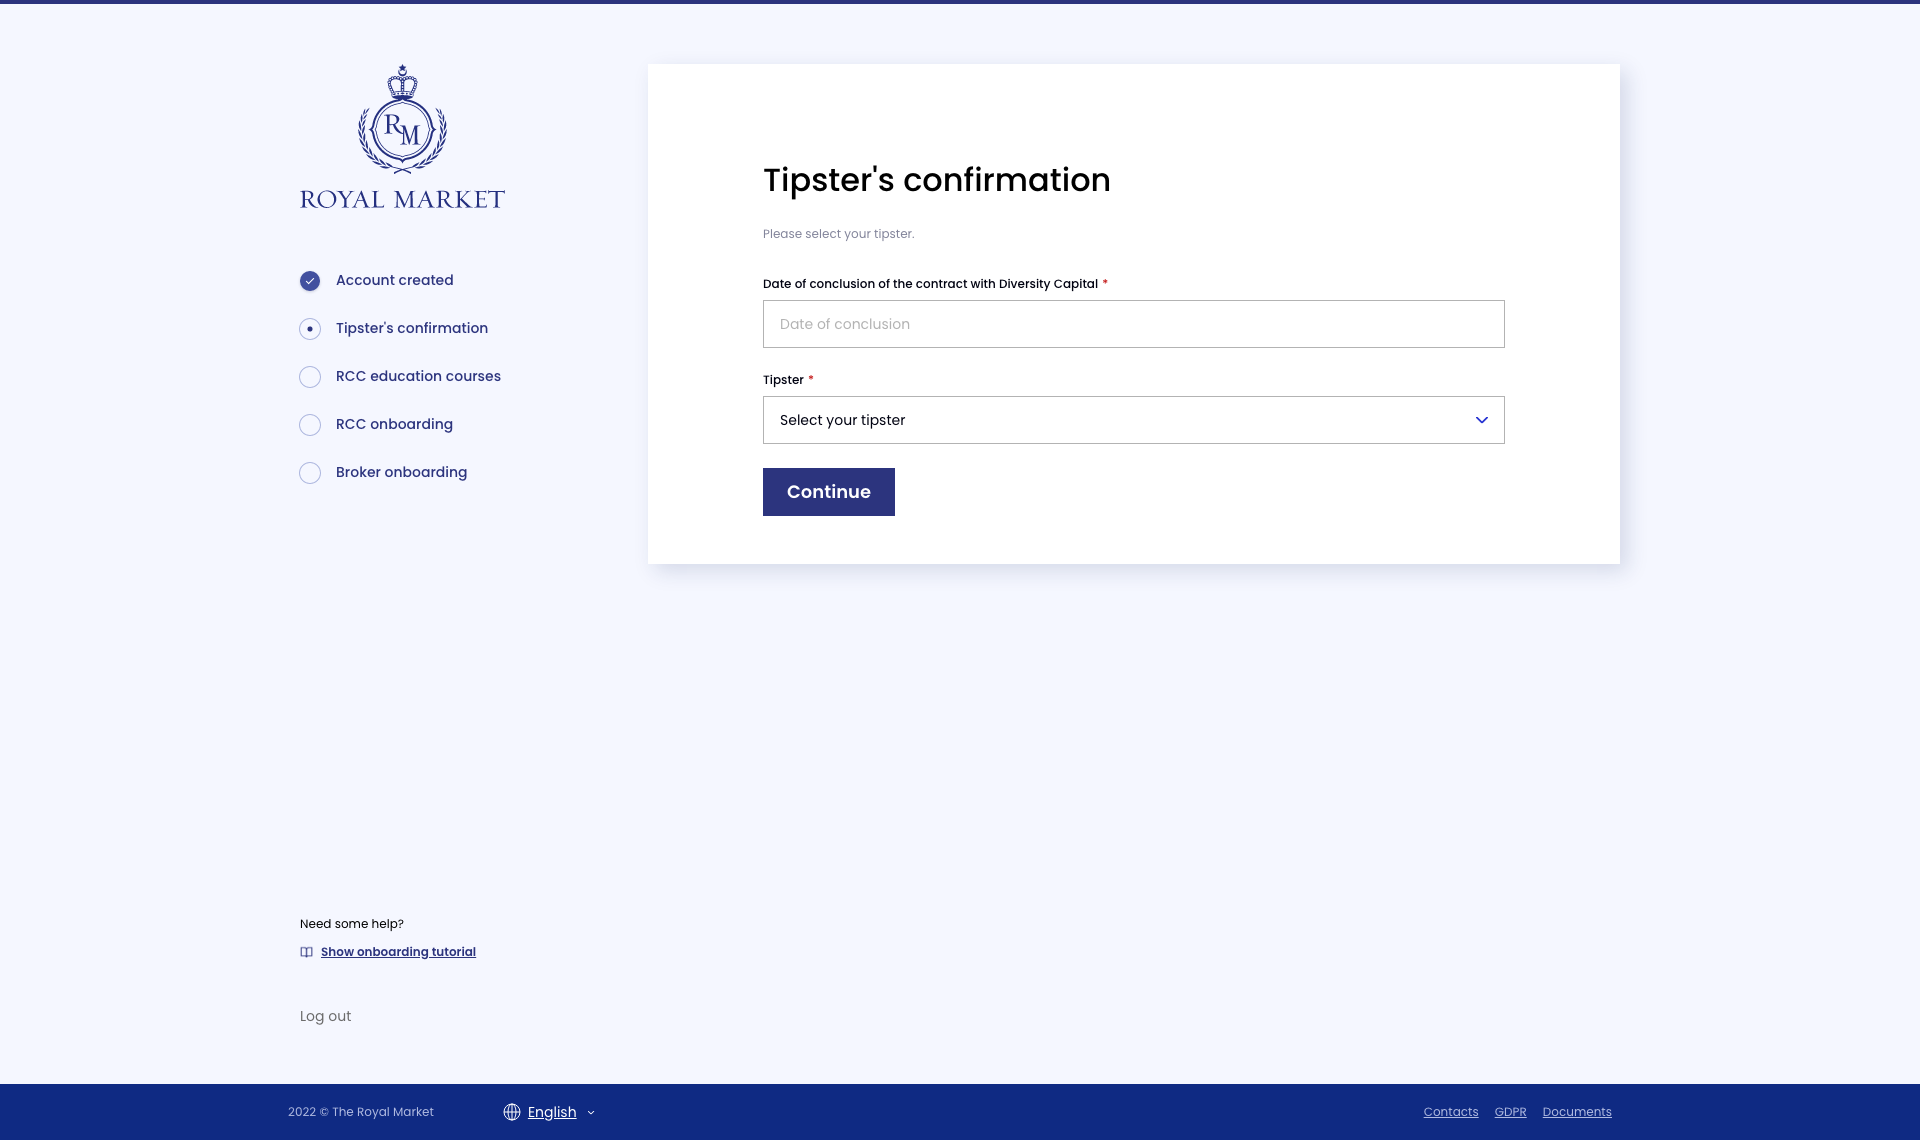 RM
ROYAL MARKET
Account created
Tipster's confirmation
RCC education courses
RCC onboarding
Broker onboarding
Tipster's confirmation
Please select your tipster.
Date of conclusion of the contract with Diversity Capital *
Date of conclusion
Tipster *
Select your tipster
Continue
Need some help?
Show onboarding tutorial
Log out
2022 © The Royal Market
English
Contacts GDPR Documents